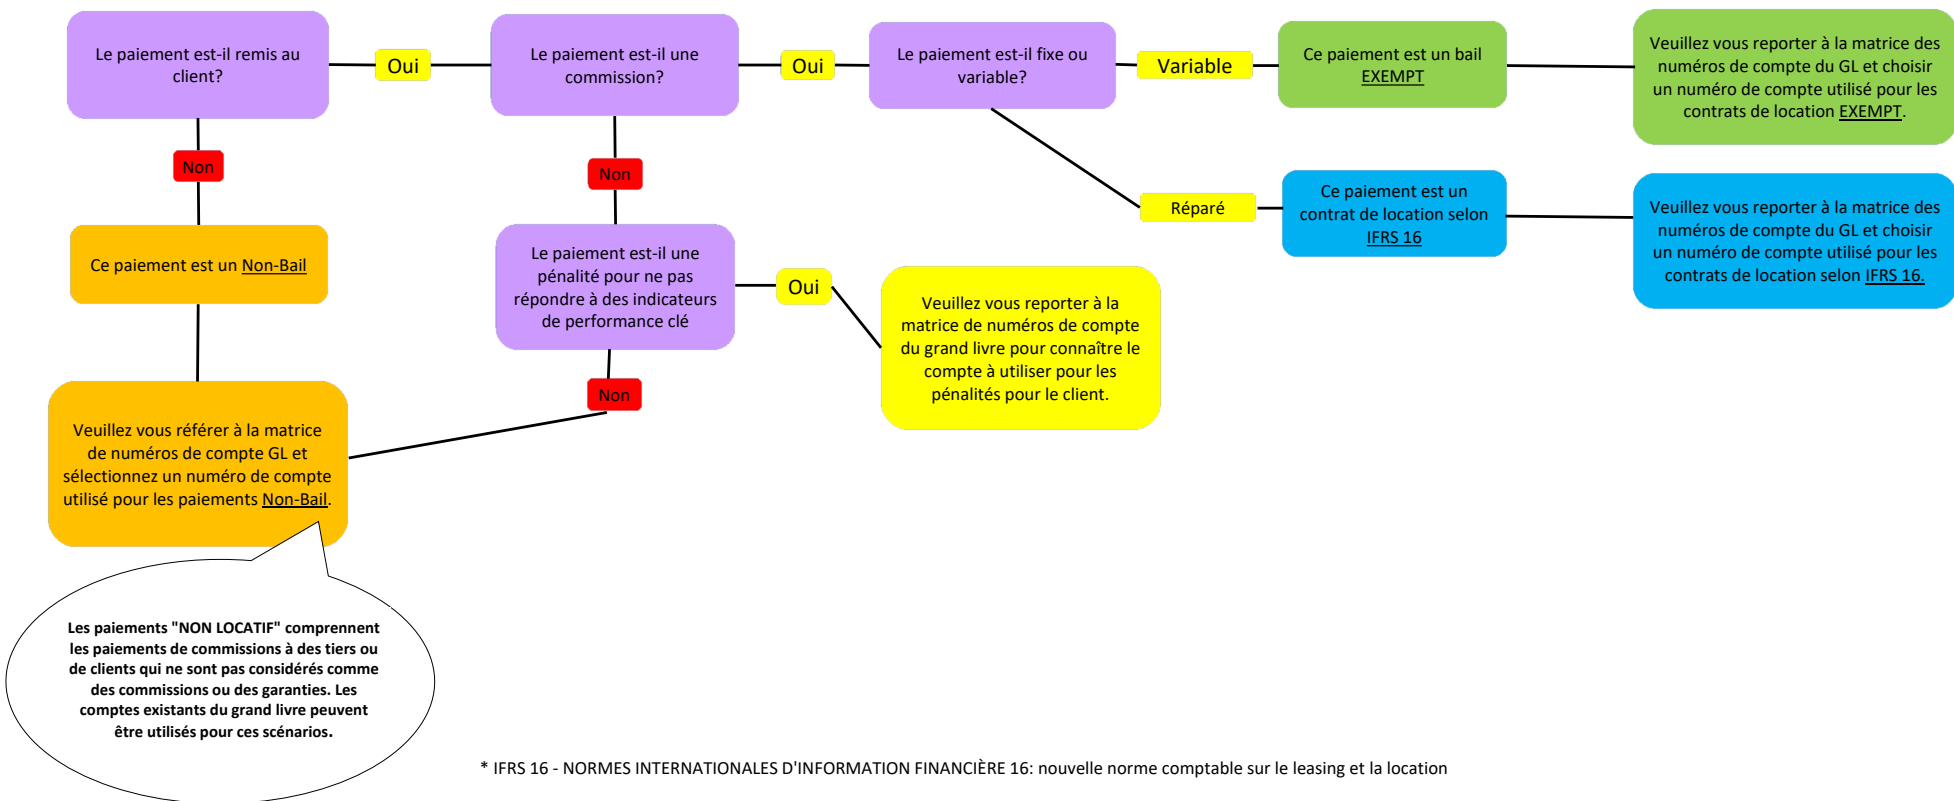 Le paiement est-il remis au
client?
Oui
Le paiement est-il une
commission?
Oui
Le paiement est-il fixe ou
variable?
Variable
Ce paiement est un bail
EXEMPT
Veuillez vous reporter à la matrice des
numéros de compte du GL et choisir
un numéro de compte utilisé pour les
contrats de location EXEMPT.
Non
Non
Réparé
Ce paiement est un
contrat de location selon
IFRS 16
Veuillez vous reporter à la matrice des
numéros de compte du GL et choisir
un numéro de compte utilisé pour les
contrats de location selon IFRS 16.
Ce paiement est un Non-Bail
Le paiement est-il une
pénalité pour ne pas
répondre à des indicateurs
de performance clé
Oui
Veuillez vous reporter à la
matrice de numéros de compte
du grand livre pour connaître le
compte à utiliser pour les
pénalités pour le client.
Non
Veuillez vous référer à la matrice
de numéros de compte GL et
sélectionnez un numéro de compte
utilisé pour les paiements Non-Bail.
Les paiements "NON LOCATIF" comprennent
les paiements de commissions à des tiers ou
de clients qui ne sont pas considérés comme
des commissions ou des garanties. Les
comptes existants du grand livre peuvent
être utilisés pour ces scénarios.
* IFRS 16 - NORMES INTERNATIONALES D'INFORMATION FINANCIÈRE 16: nouvelle norme comptable sur le leasing et la location